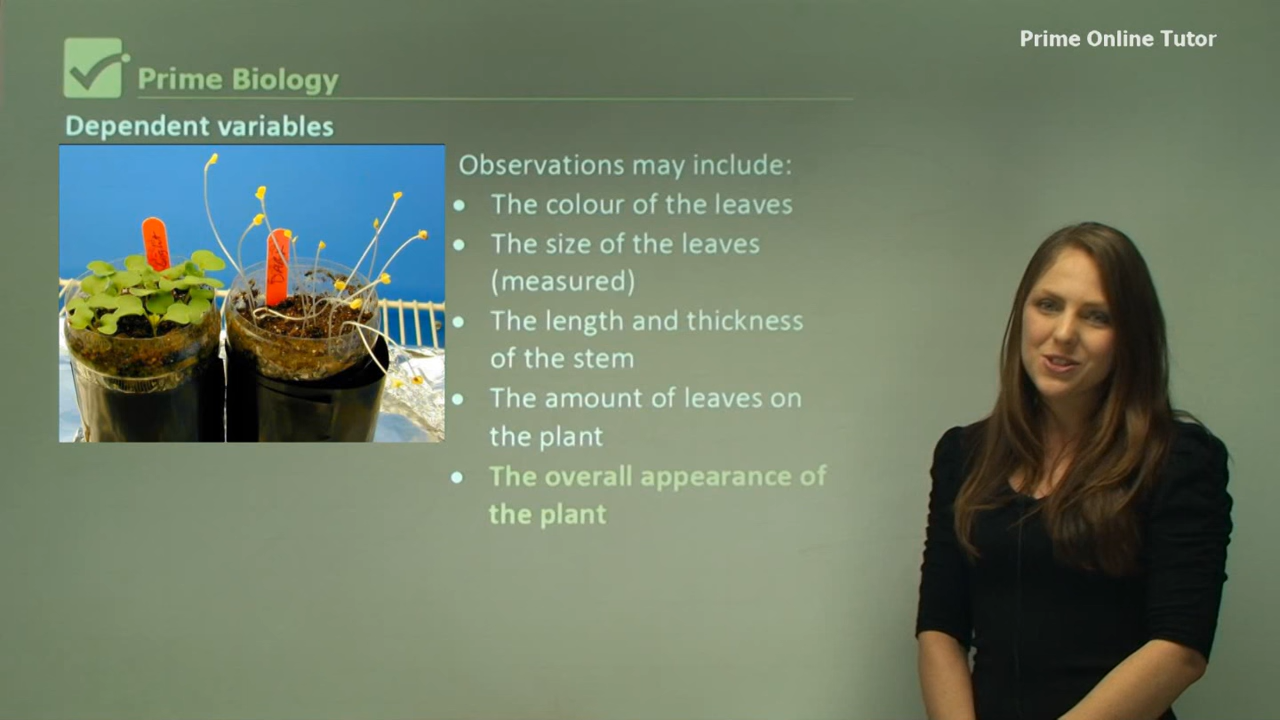 Prime Online Tutor
Prime Biology
Dependent variables
Observations may include:
The colour of the leaves
The size of the leaves
(measured)
The length and thickness
of the stem
The amount of leaves on
the plant
The overall appearance of
the plant